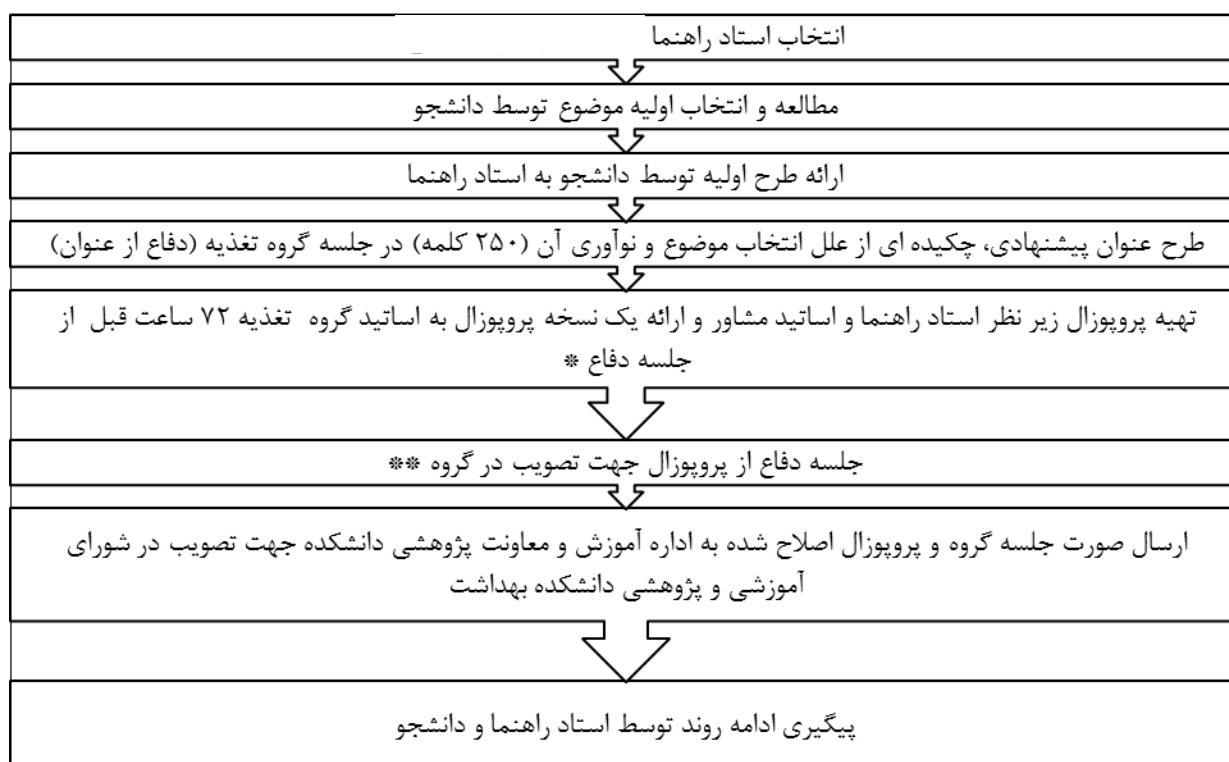 انتخاب استاد راهنما
مطالعه و انتخاب اولیه موضوع توسط دانشجو
ارائه طرح اولیه توسط دانشجو به استاد راهنما
طرح عنوان پیشنهادی، چکیده ای از علل انتخاب موضوع و نوآوری آن (۲۵۰ کلمه) در جلسه گروه تغذیه (دفاع از عنوان)
تهیه پروپوزال زیر نظر استاد راهنما و اساتید مشاور و ارائه یک نسخه پروپوزال به اساتید گروه تغذیه ۷۲ ساعت قبل از
جلسه دفاع *
جلسه دفاع از پروپوزال جهت تصویب در گروه **
ارسال صورت جلسه گروه و پروپوزال اصلاح شده به اداره آموزش و معاونت پژوهشی دانشکده جهت تصویب در شورای
آموزشی و پژوهشی دانشکده بهداشت
پیگیری ادامه روند توسط استاد راهنما و دانشجو